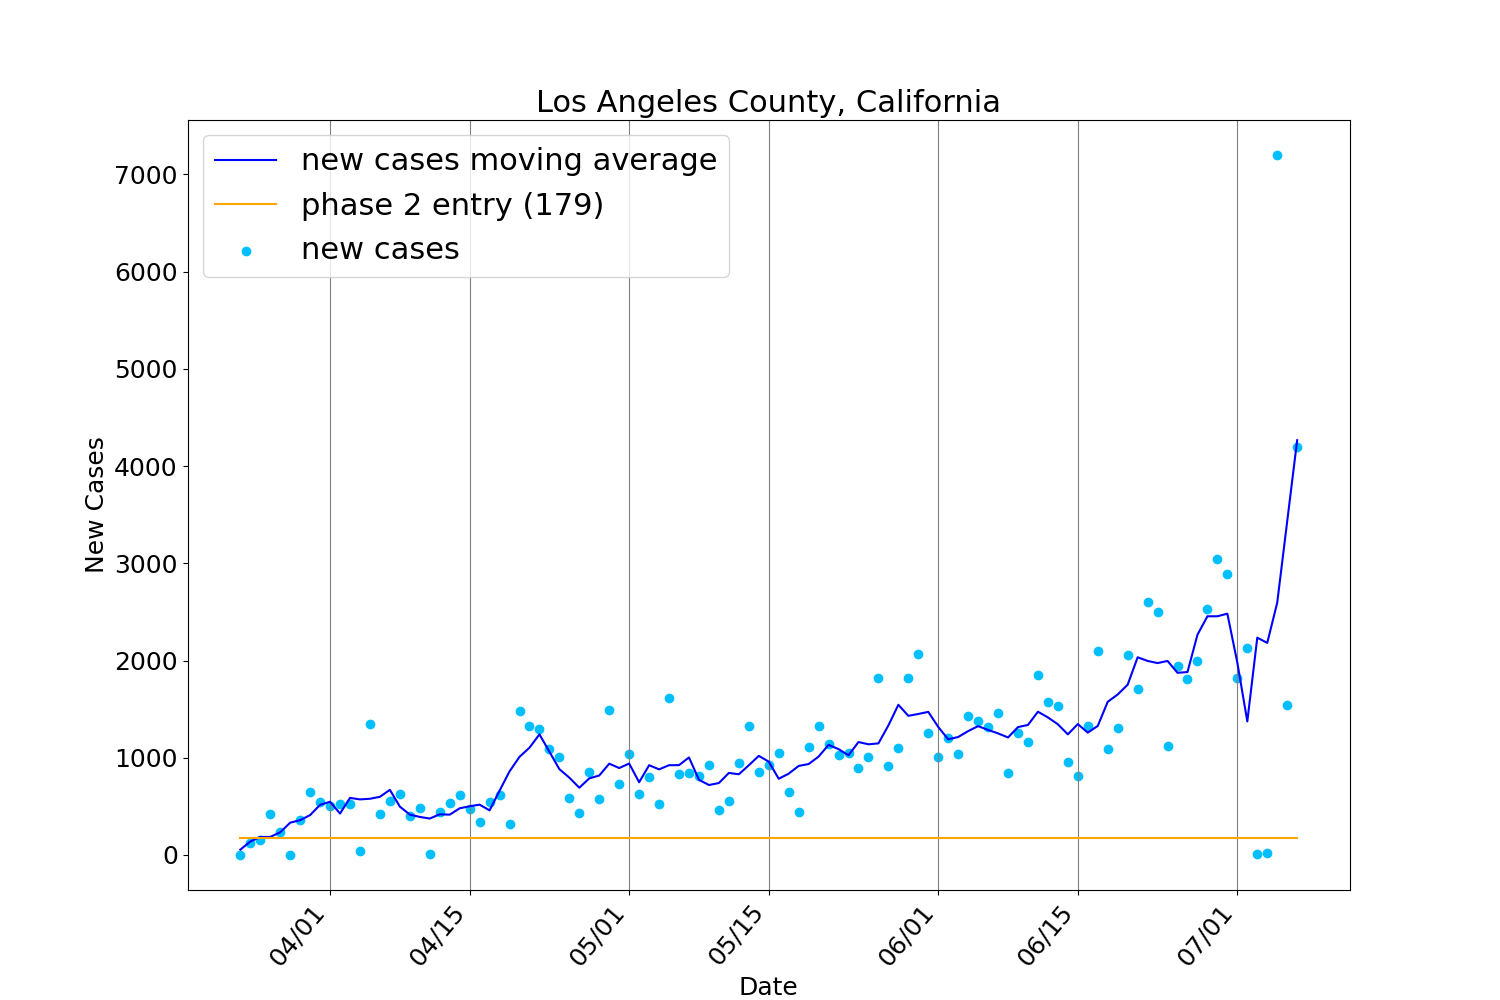 Los Angeles County, California
new cases moving average
phase 2 entry (179)
new cases
7000
6000
5000
4000
3000
2000
1000
0
New Cases
04/01
04/15
05/01
05/15
06/01
06/15
07/01
Date